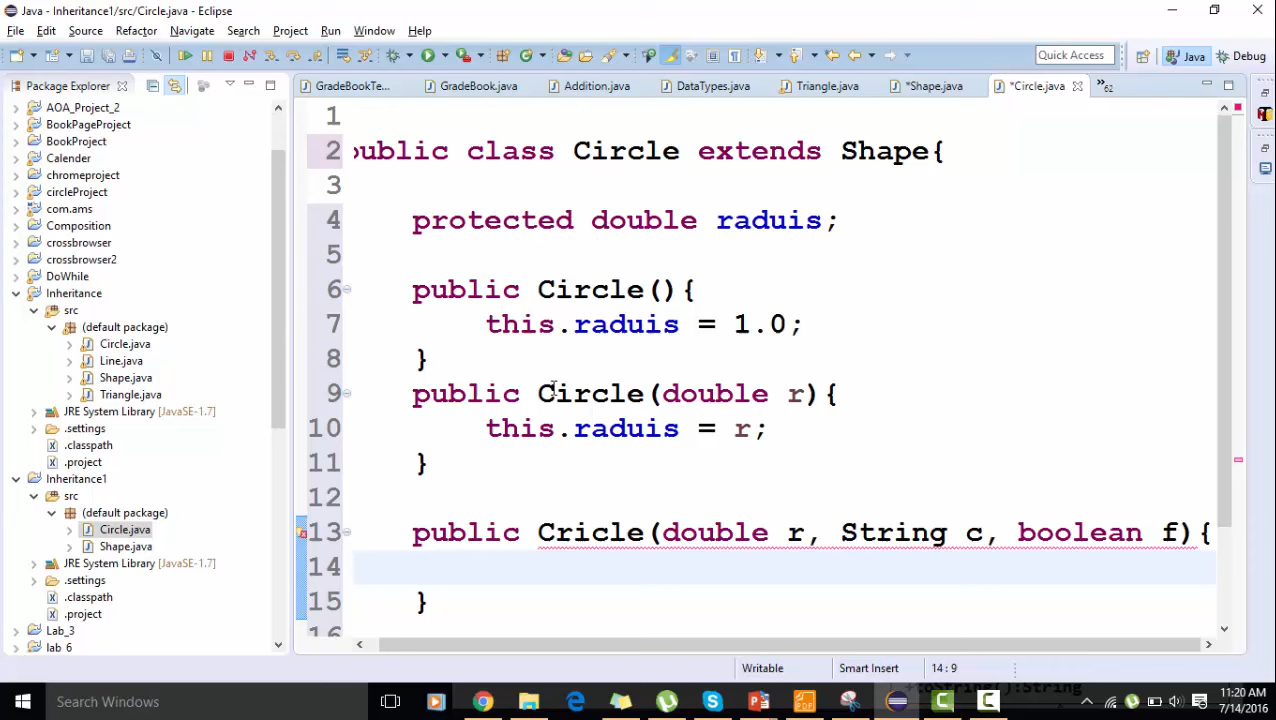 Java - Inheritance1/src/Circle.java - Eclipse
File Edit Source Refactor Navigate Search Project Run Window Help
Quick Access
Java
Debug
Package Explorer
GradeBookTe...
GradeBook.java
Addition.java
DataTypes.java
Triangle.java
*Shape.java
*Circle.java
»62
AOA_Project_2
BookPageProject
BookProject
Calender
chromeproject
circleProject
com.ams
Composition
crossbrowser
crossbrowser2
DoWhile
Inheritance
src
(default package)
Circle.java
Line.java
Shape.java
Triangle.java
JRE System Library [JavaSE-1.7]
.settings
.classpath
.project
Inheritance1
src
(default package)
Circle.java
Shape.java
JRE System Library [JavaSE-1.7]
.settings
.classpath
.project
Lab_3
lab 6
1
2 public class Circle extends Shape{
3
4 protected double raduis;
5
6 public Circle(){
7 this.raduis = 1.0;
8 }
9 public Circle(double r){
10 this.raduis = r;
11 }
12
13 public Cricle(double r, String c, boolean f){
14
15 }
16
Writable
Smart Insert
14 : 9
Search Windows
+toString():String
11:20 AM
7/14/2016